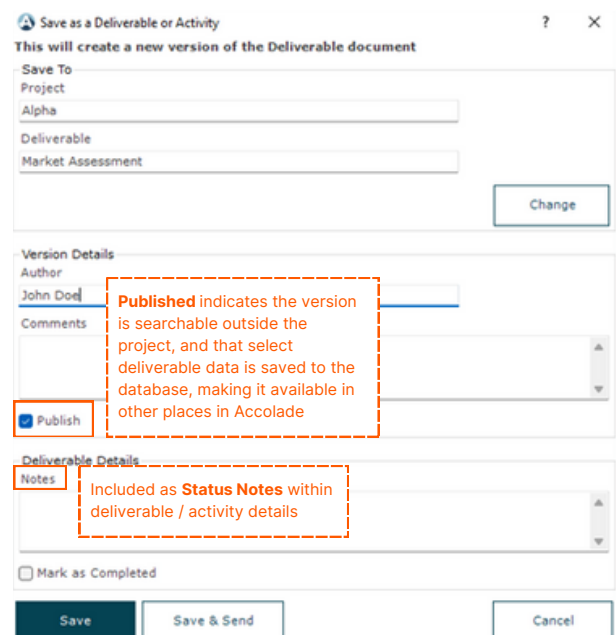 Save as a Deliverable or Activity ? ×
This will create a new version of the Deliverable document
Save To
Project
Alpha
Deliverable
Market Assessment
Change
Version Details
Author
John Doe
Comments
Published indicates the version
is searchable outside the
project, and that select
deliverable data is saved to the
database, making it available in
other places in Accolade
Publish
Deliverable Details
Notes
Included as Status Notes within
deliverable / activity details
Mark as Completed
Save
Save & Send
Cancel